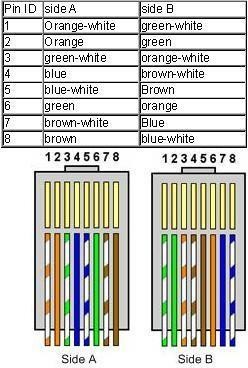 Pin ID side A side B
1 Orange-white green-white
2 Orange green
3 green-white orange-white
4 blue brown-white
5 blue-white Brown
6 green orange
7 brown-white Blue
8 brown blue-white
1 2 3 4 5 6 7 8 1 2 3 4 5 6 7 8
Side A Side B